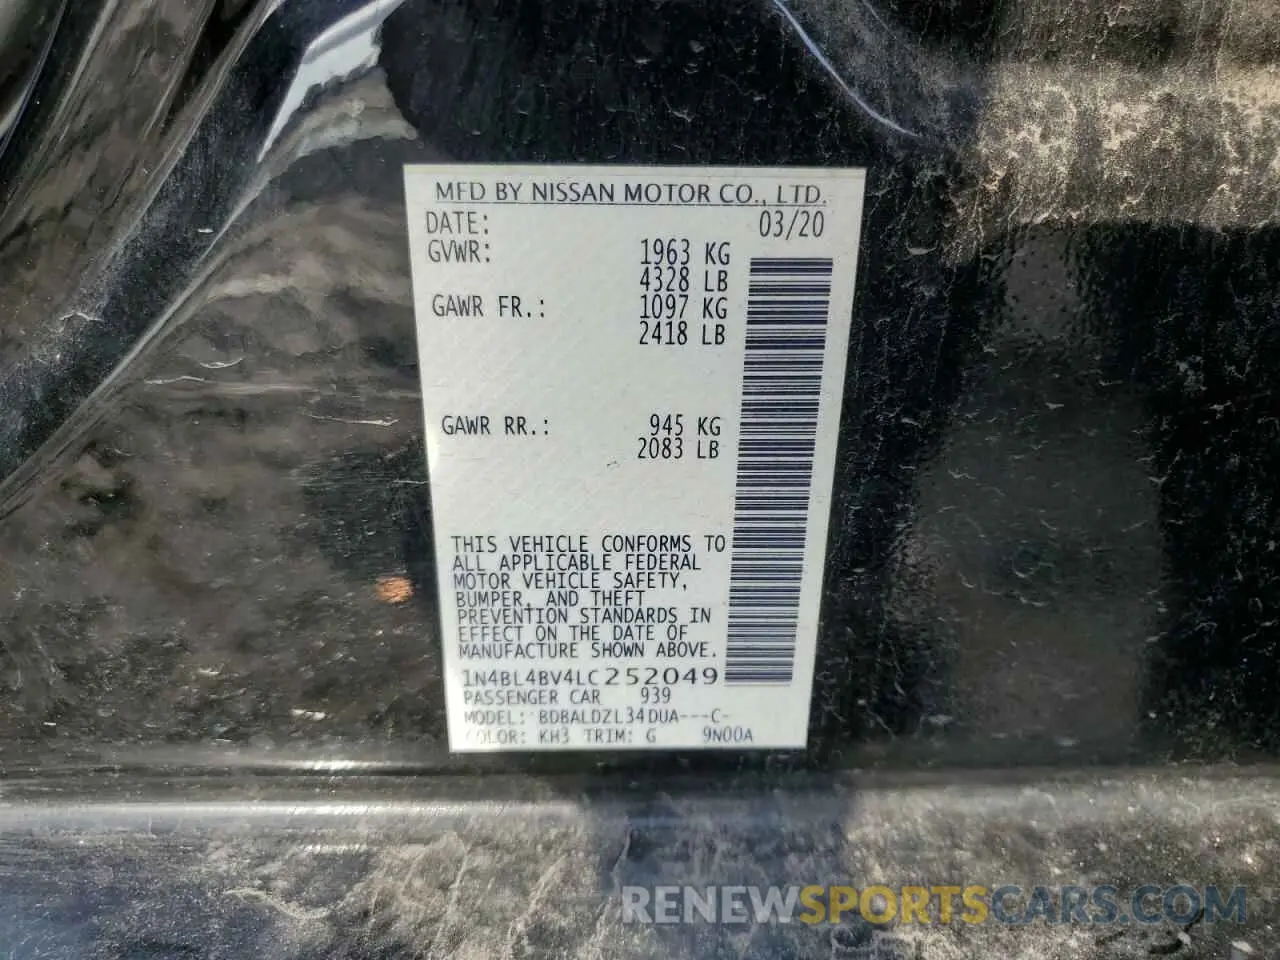 MFD BY NISSAN MOTOR CO., LTD.
DATE: 03/20
GVWR: 1963 KG
4328 LB
GAWR FR.: 1097 KG
2418 LB
GAWR RR.: 945 KG
2083 LB
THIS VEHICLE CONFORMS TO
ALL APPLICABLE FEDERAL
MOTOR VEHICLE SAFETY,
BUMPER, AND THEFT
PREVENTION STANDARDS IN
EFFECT ON THE DATE OF
MANUFACTURE SHOWN ABOVE.
1N4BL4BV4LC252049
PASSENGER CAR 939
MODEL: BDBALDZL34DUA---C-
COLOR: KH3 TRIM: G 9N00A
RENEWSPORTSCARS.COM